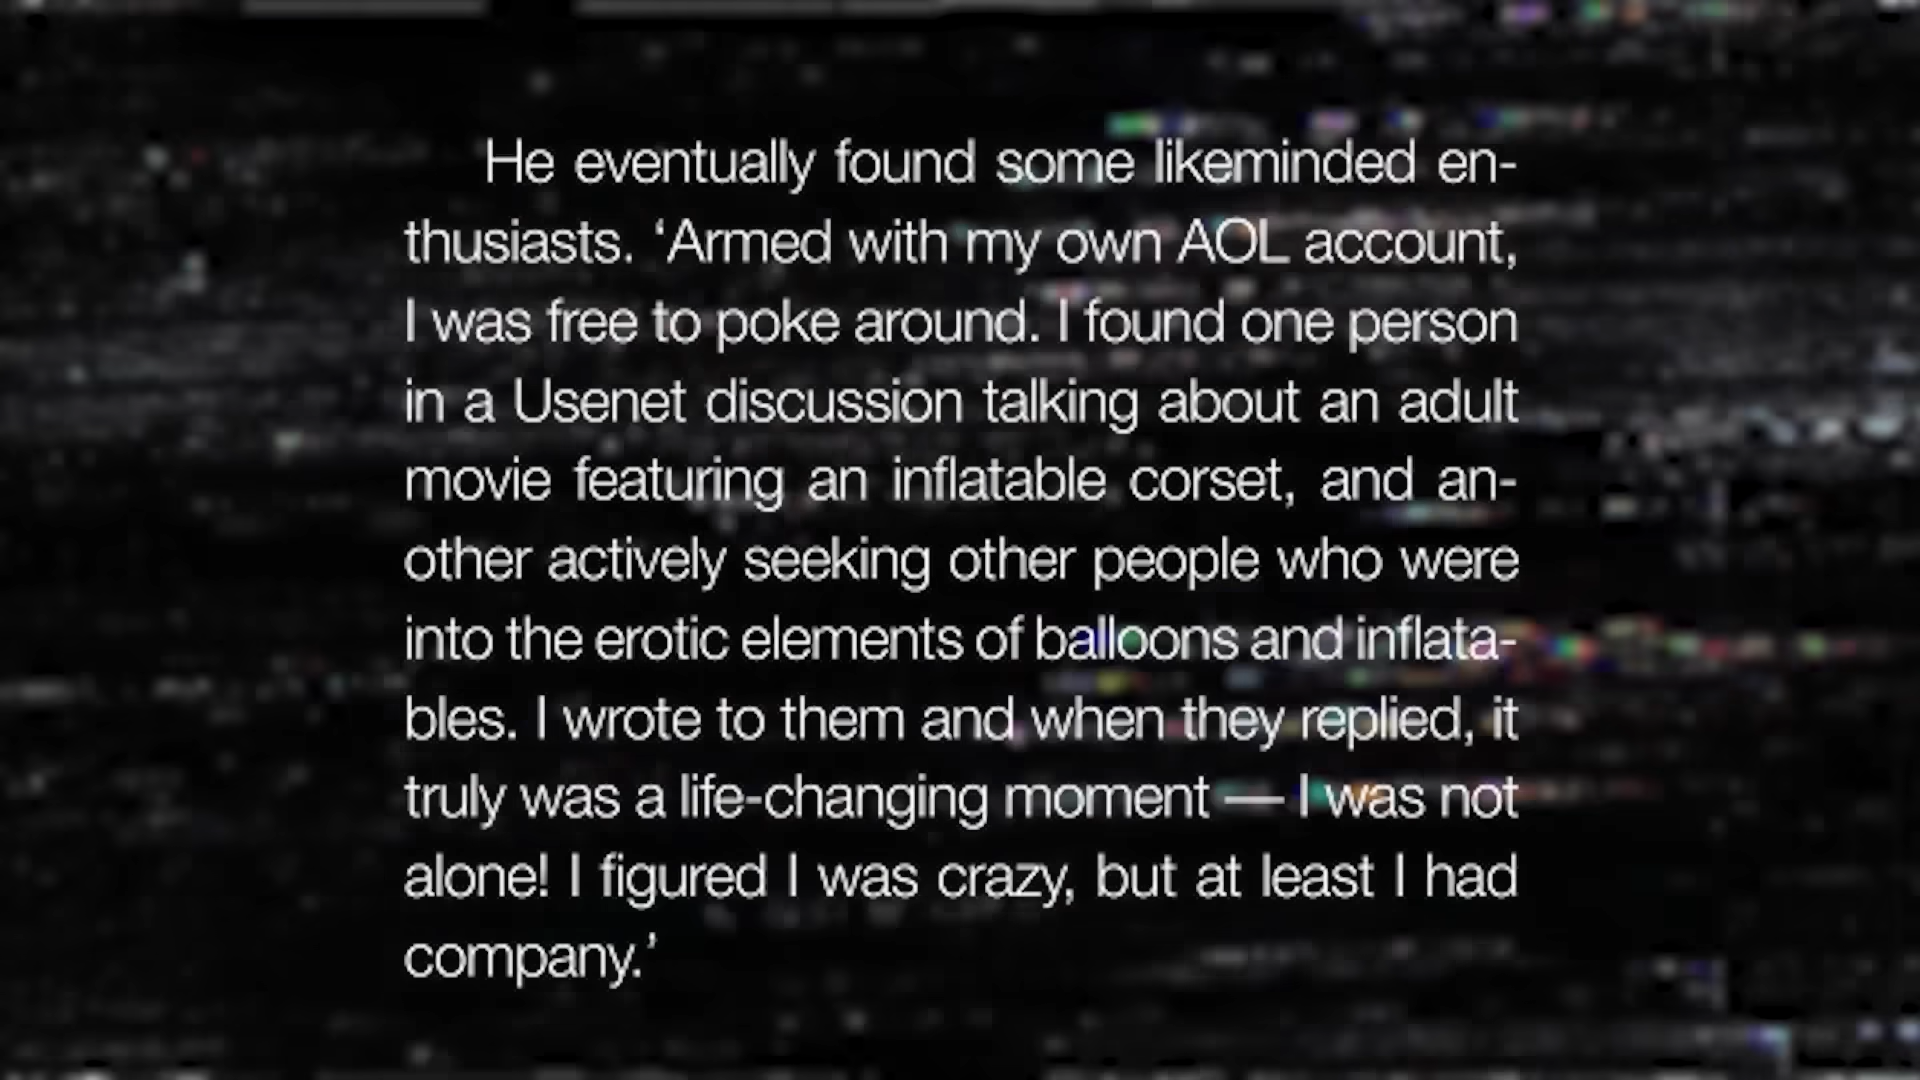 He eventually found some likeminded en-
thusiasts. ‘Armed with my own AOL account,
I was free to poke around. I found one person
in a Usenet discussion talking about an adult
movie featuring an inflatable corset, and an-
other actively seeking other people who were
into the erotic elements of balloons and inflata-
bles. I wrote to them and when they replied, it
truly was a life-changing moment — I was not
alone! I figured I was crazy, but at least I had
company.’